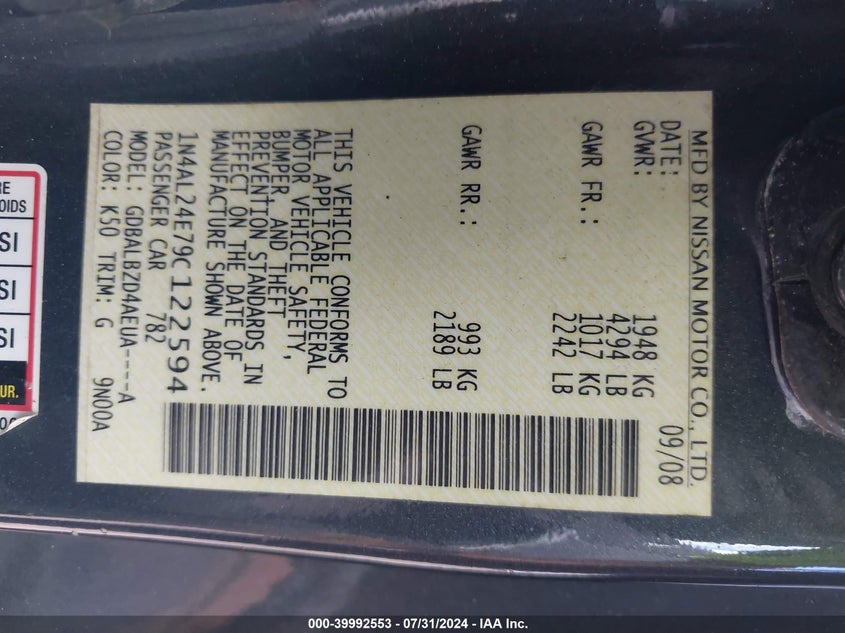 MFD BY NISSAN MOTOR CO., LTD.
DATE: 09/08
GVWR: 1948 KG
4294 LB
GAWR FR.: 1017 KG
2242 LB
GAWR RR.: 993 KG
2189 LB
THIS VEHICLE CONFORMS TO
ALL APPLICABLE FEDERAL
MOTOR VEHICLE SAFETY,
BUMPER AND THEFT
PREVENTION STANDARDS IN
EFFECT ON THE DATE OF
MANUFACTURE SHOWN ABOVE.
1N4AL24E79C122594
PASSENGER CAR 782
MODEL: GDBALBZD4AEUA----A
COLOR: K50 TRIM: G 9N00A
RE
OIDS
SI
SI
SI
UR.
000-39992553 - 07/31/2024 - IAA Inc.